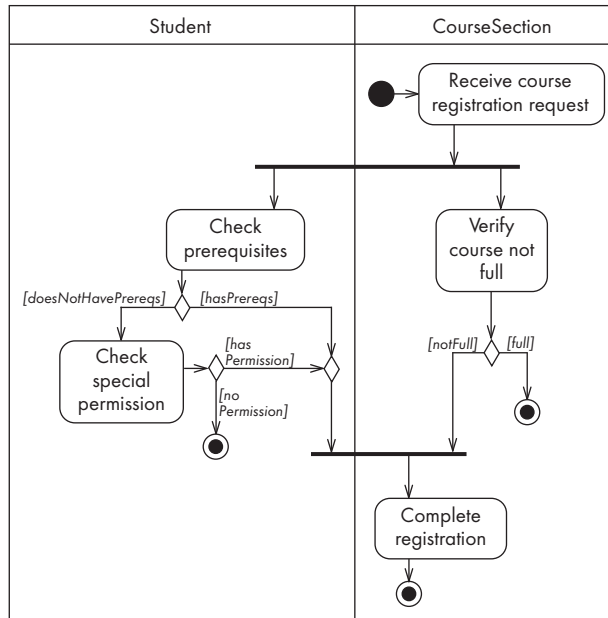 Student
CourseSection
Receive course
registration request
Check
prerequisites
Verify
course not
full
[doesNotHavePrereqs]
[hasPrereqs]
[notFull]
[full]
Check
special
permission
[has
Permission]
[no
Permission]
Complete
registration